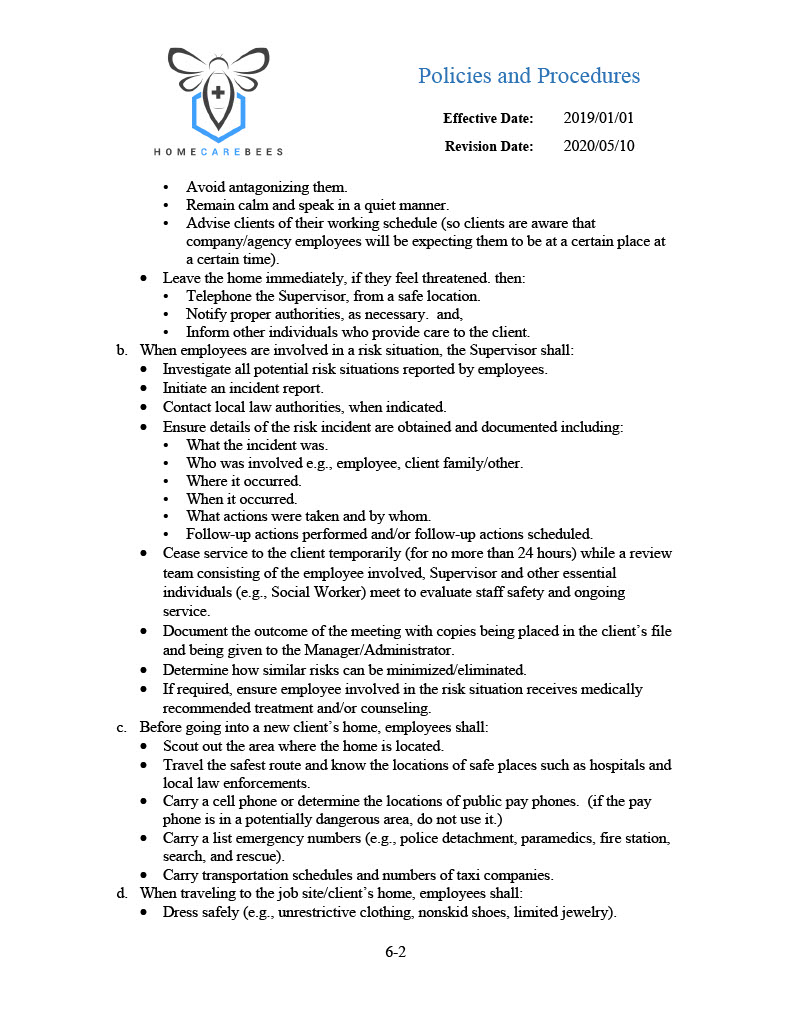 HOMECAREBEES
Policies and Procedures
Effective Date: 2019/01/01
Revision Date: 2020/05/10
• Avoid antagonizing them.
• Remain calm and speak in a quiet manner.
• Advise clients of their working schedule (so clients are aware that
company/agency employees will be expecting them to be at a certain place at
a certain time).
• Leave the home immediately, if they feel threatened. then:
• Telephone the Supervisor, from a safe location.
• Notify proper authorities, as necessary. and,
• Inform other individuals who provide care to the client.
b. When employees are involved in a risk situation, the Supervisor shall:
• Investigate all potential risk situations reported by employees.
• Initiate an incident report.
• Contact local law authorities, when indicated.
• Ensure details of the risk incident are obtained and documented including:
• What the incident was.
• Who was involved e.g., employee, client family/other.
• Where it occurred.
• When it occurred.
• What actions were taken and by whom.
• Follow-up actions performed and/or follow-up actions scheduled.
• Cease service to the client temporarily (for no more than 24 hours) while a review
team consisting of the employee involved, Supervisor and other essential
individuals (e.g., Social Worker) meet to evaluate staff safety and ongoing
service.
• Document the outcome of the meeting with copies being placed in the client's file
and being given to the Manager/Administrator.
• Determine how similar risks can be minimized/eliminated.
• If required, ensure employee involved in the risk situation receives medically
recommended treatment and/or counseling.
c. Before going into a new client's home, employees shall:
• Scout out the area where the home is located.
• Travel the safest route and know the locations of safe places such as hospitals and
local law enforcements.
• Carry a cell phone or determine the locations of public pay phones. (if the pay
phone is in a potentially dangerous area, do not use it.)
• Carry a list emergency numbers (e.g., police detachment, paramedics, fire station,
search, and rescue).
• Carry transportation schedules and numbers of taxi companies.
d. When traveling to the job site/client's home, employees shall:
• Dress safely (e.g., unrestrictive clothing, nonskid shoes, limited jewelry).
6-2